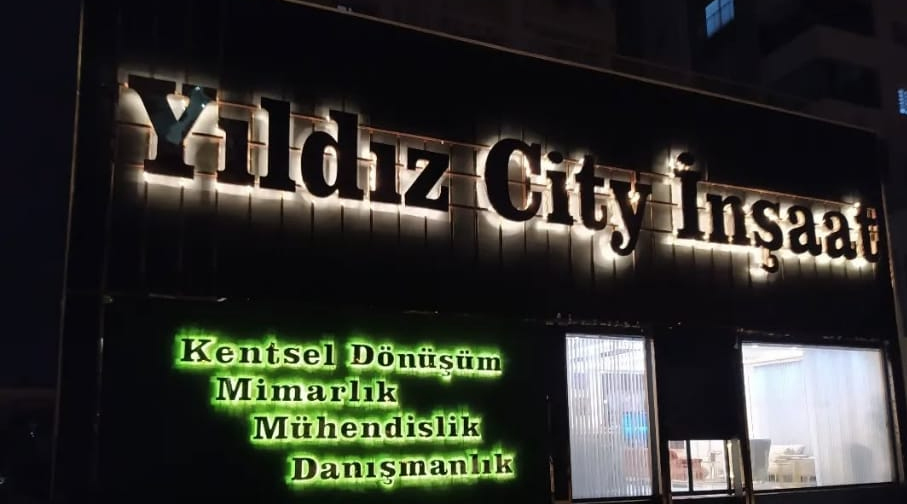 Yıldız City İnşaat
Kentsel Dönüşüm
Mimarlık
Mühendislik
Danışmanlık